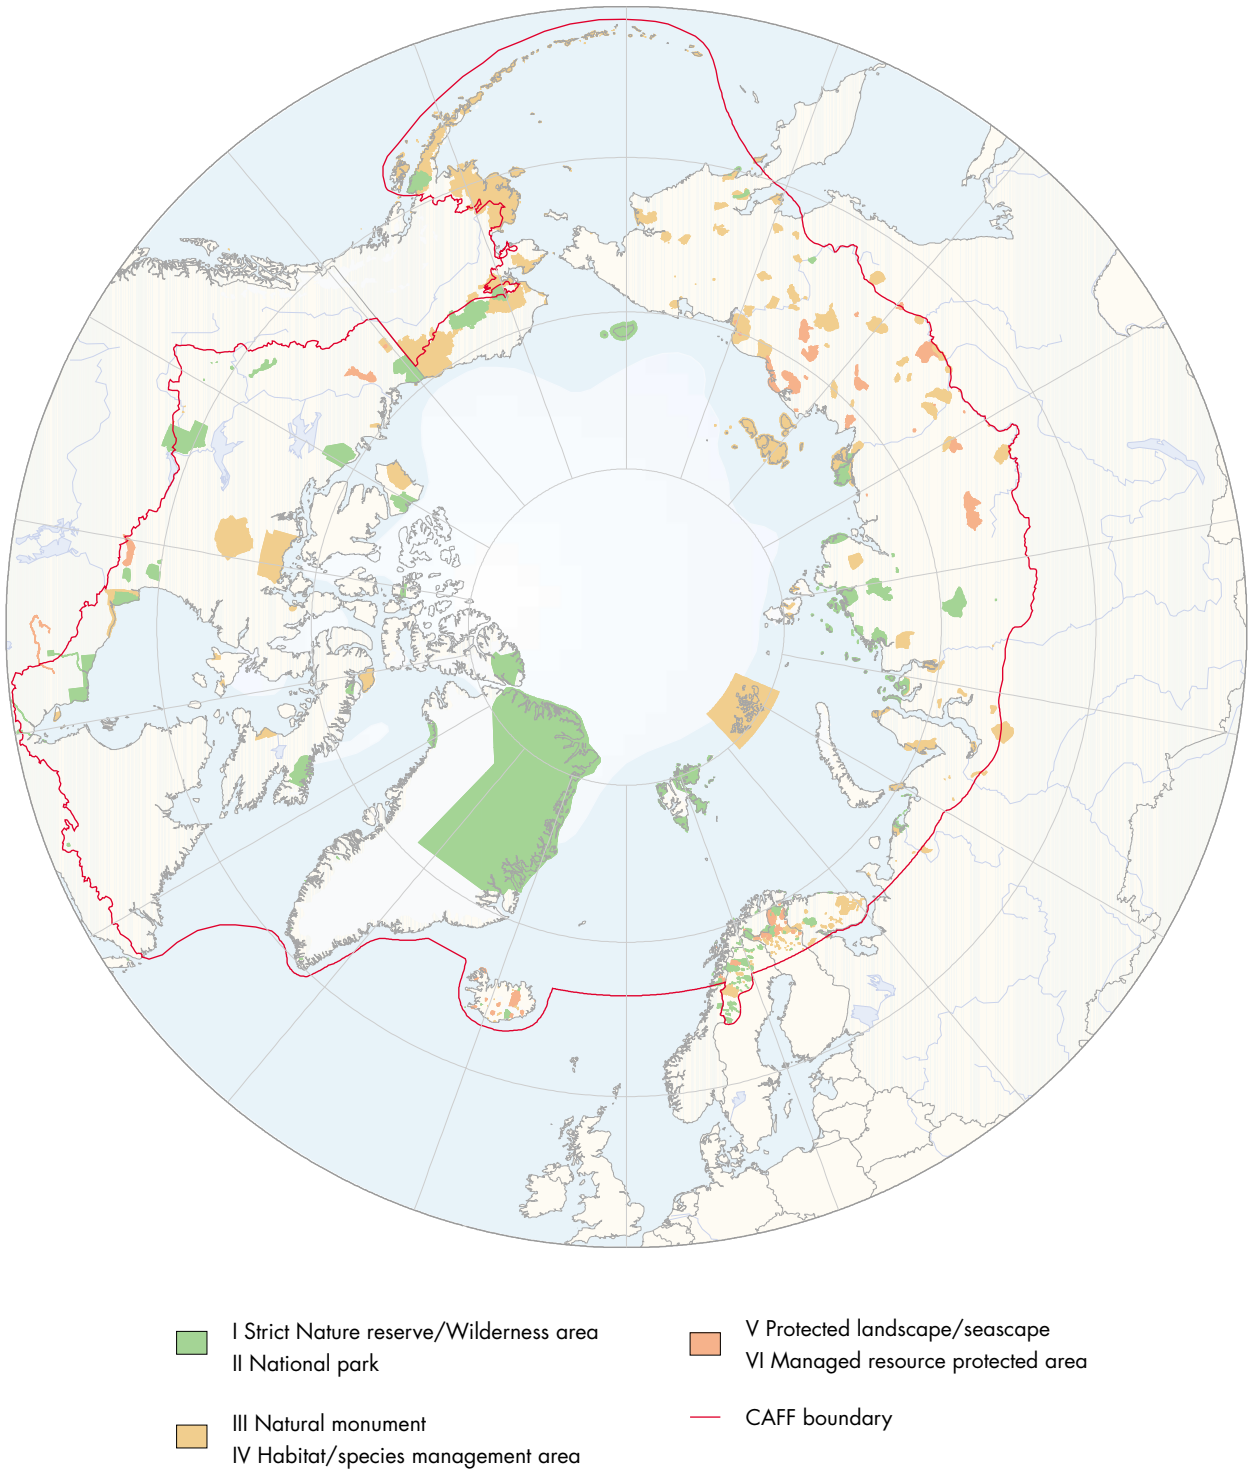 I Strict Nature reserve/Wilderness area
II National park
III Natural monument
IV Habitat/species management area
V Protected landscape/seascape
VI Managed resource protected area
CAFF boundary